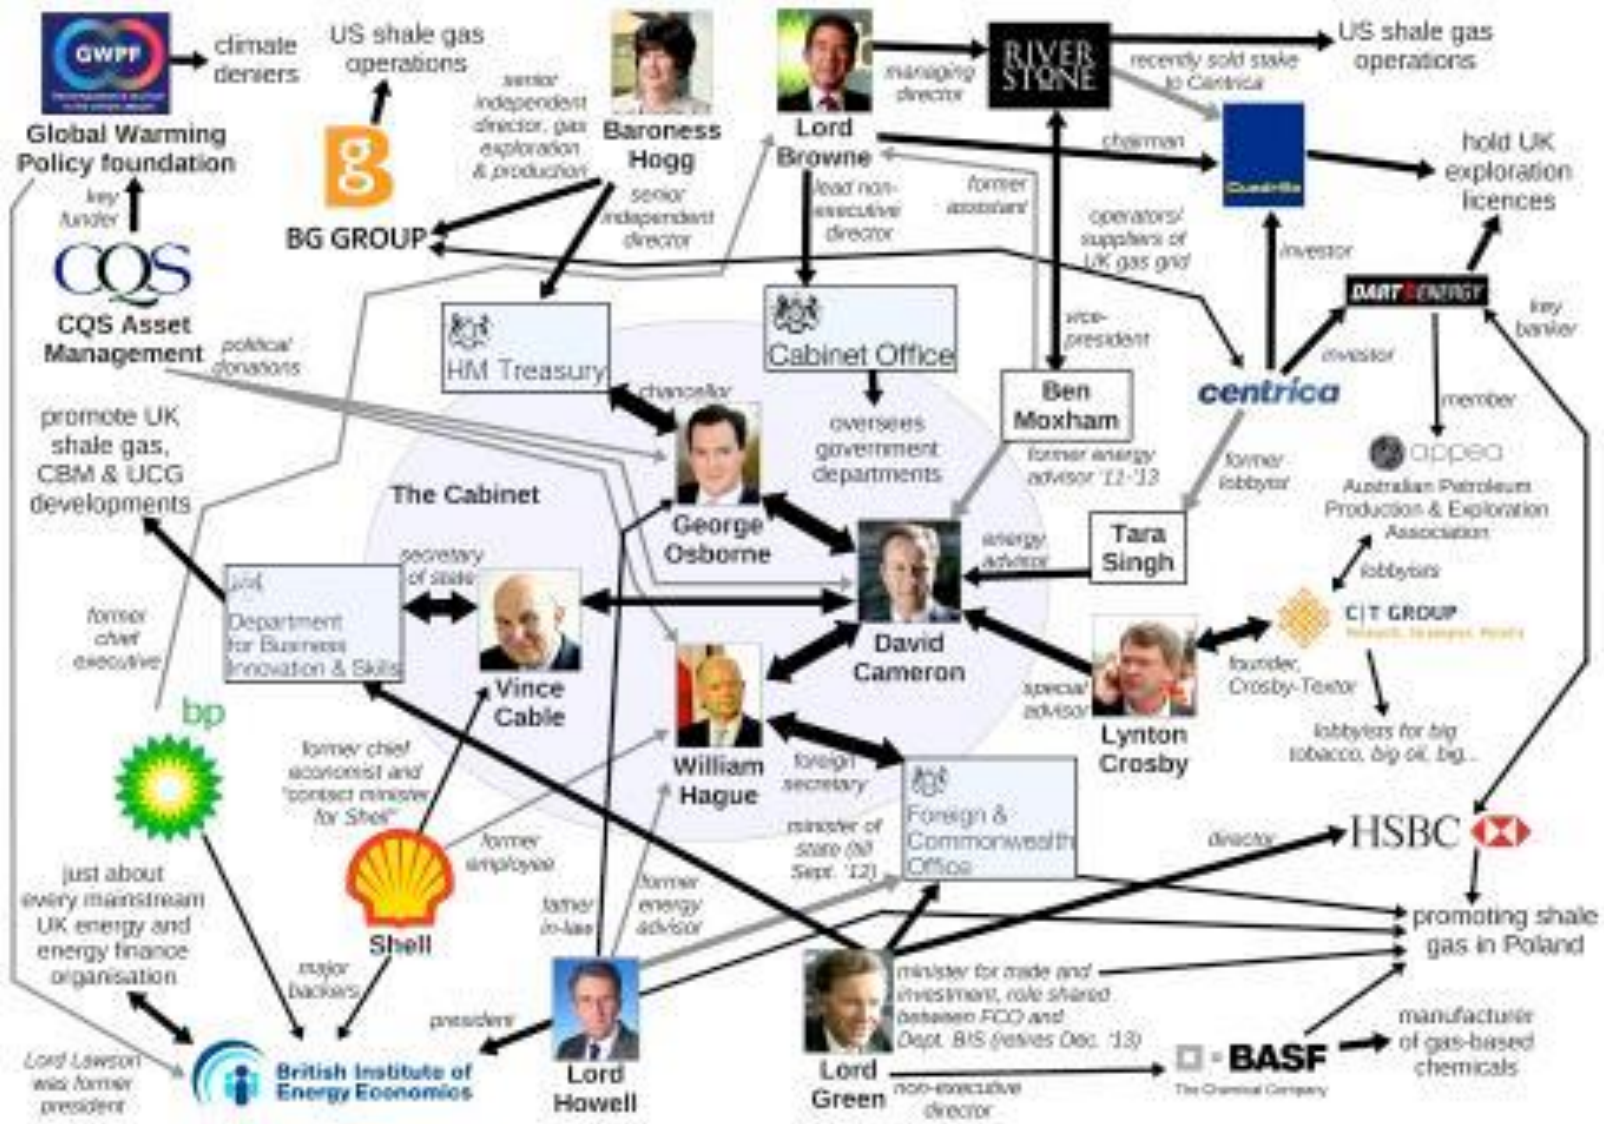 GWPF
climate
deniers
Global Warming
Policy foundation
US shale gas
operations
BG GROUP
senior
independent
director, gas
exploration
& production
Baroness
Hogg
senior
independent
director
Lord
Browne
managing
director
RIVER
STONE
US shale gas
operations
recently sold stake
to Centrica
chairman
Cuadrilla
hold UK
exploration
licences
key
funder
CQS
CQS Asset
Management
political
donations
lead non-
executive
director
former
assistant
operators/
suppliers of
UK gas grid
investor
DART ENERGY
key
banker
HM Treasury
Cabinet Office
vice-
president
investor
centrica
Ben
Moxham
chancellor
oversees
government
departments
former energy
advisor '11-'13
former
lobbyist
member
appea
Australian Petroleum
Production & Exploration
Association
promote UK
shale gas,
CBM & UCG
developments
The Cabinet
George
Osborne
energy
advisor
Tara
Singh
lobbyists
C|T GROUP
secretary
of state
Department
for Business
Innovation & Skills
former
chief
executive
Vince
Cable
David
Cameron
special
advisor
Lynton
Crosby
founder,
Crosby-Textor
lobbyists for big
tobacco, big oil, big...
bp
former chief
economist and
"contact minister
for Shell"
William
Hague
foreign
secretary
Foreign &
Commonwealth
Office
minister of
state (till
Sept. '12)
director
HSBC
former
employee
Shell
just about
every mainstream
UK energy and
energy finance
organisation
major
backers
father
in-law
former
energy
advisor
promoting shale
gas in Poland
president
minister for trade and
investment, role shared
between FCO and
Dept. BIS (retires Dec. '13)
manufacturer
of gas-based
chemicals
Lord Lawson
was former
president
British Institute of
Energy Economics
Lord
Howell
Lord
Green
non-executive
director
BASF
The Chemical Company